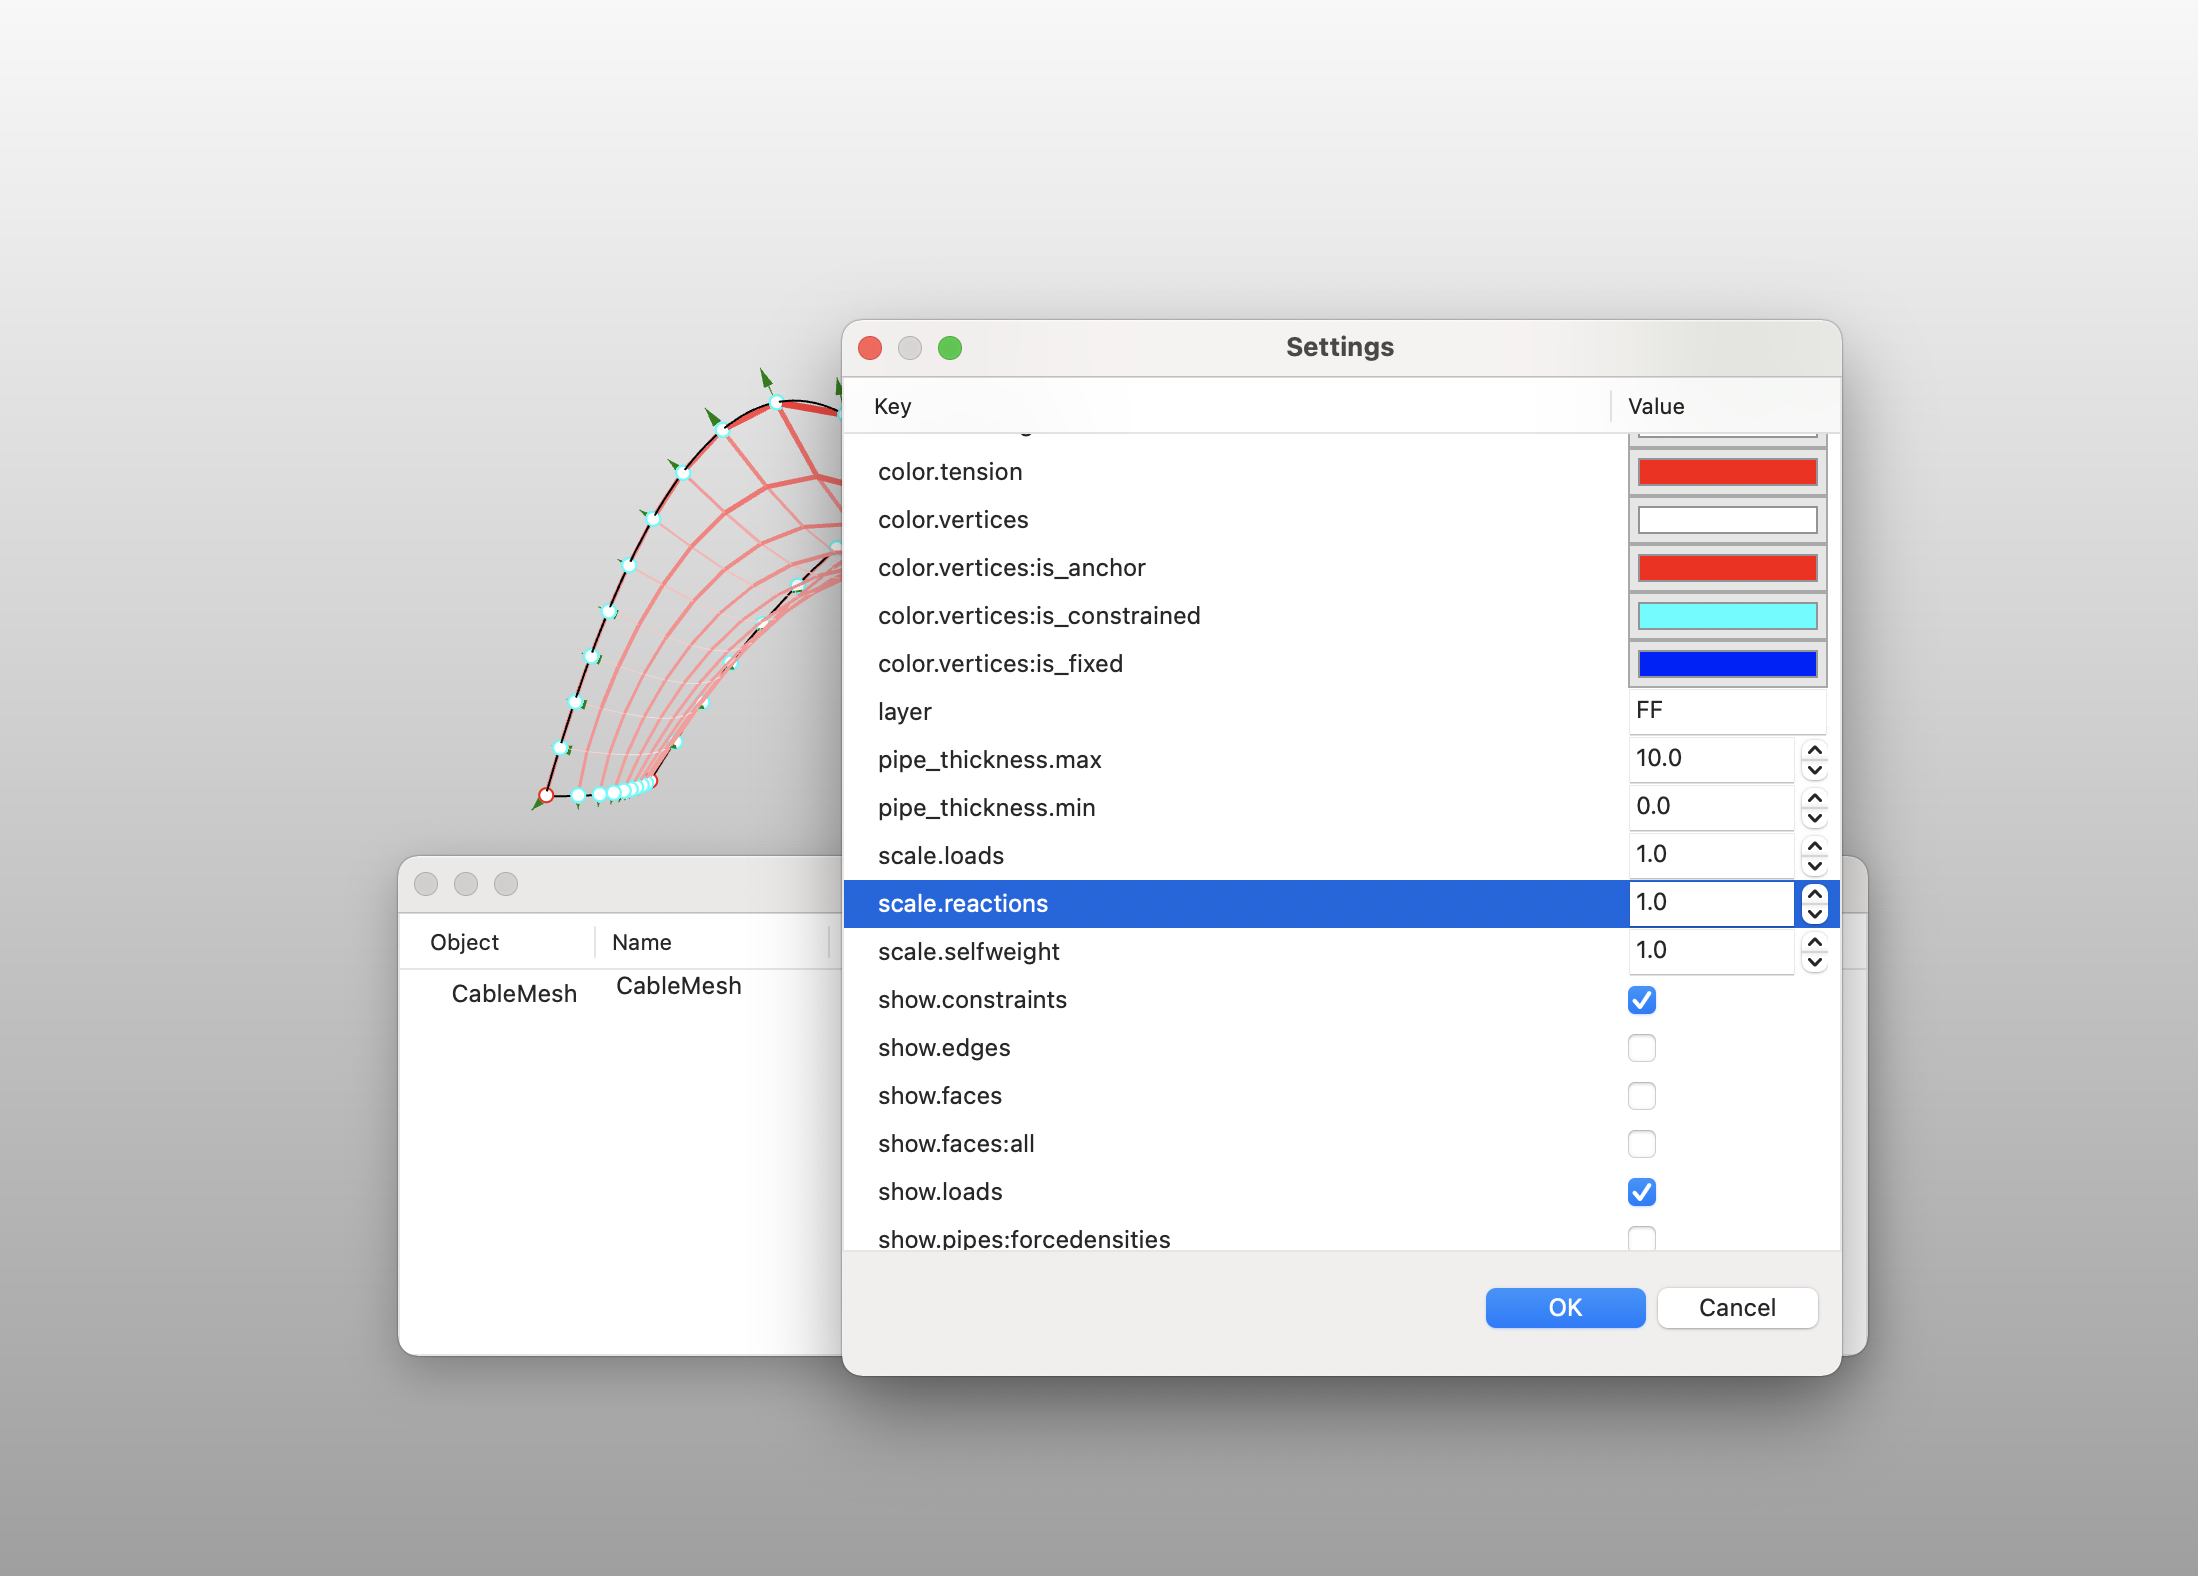 Settings
Key Value
color.tension
color.vertices
color.vertices:is_anchor
color.vertices:is_constrained
color.vertices:is_fixed
layer FF
pipe_thickness.max 10.0
pipe_thickness.min 0.0
scale.loads 1.0
scale.reactions 1.0
scale.selfweight 1.0
show.constraints
show.edges
show.faces
show.faces:all
show.loads
show.pipes:forcedensities
OK Cancel
Object Name
CableMesh CableMesh